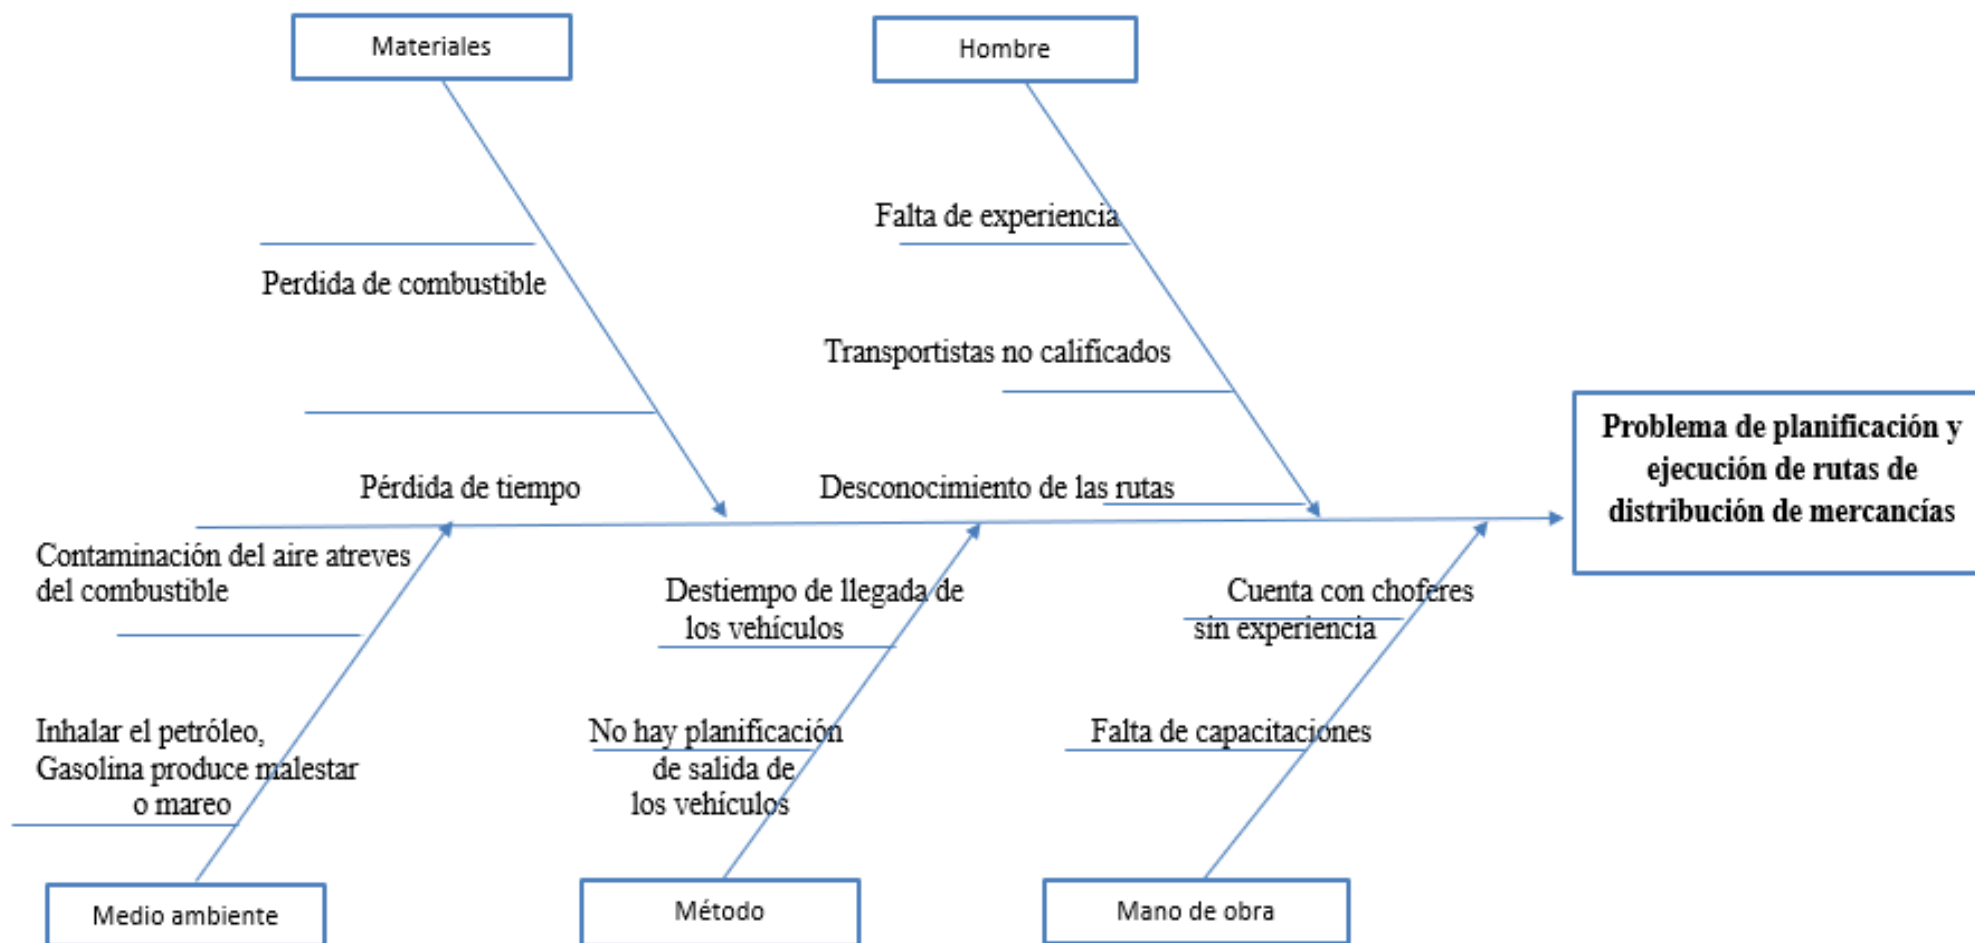 Materiales
Hombre
Falta de experiencia
Perdida de combustible
Transportistas no calificados
Pérdida de tiempo
Desconocimiento de las rutas
Problema de planificación y
ejecución de rutas de
distribución de mercancías
Contaminación del aire atreves
del combustible
Destiempo de llegada de
los vehículos
Cuenta con choferes
sin experiencia
Inhalar el petróleo,
Gasolina produce malestar
o mareo
No hay planificación
de salida de
los vehículos
Falta de capacitaciones
Medio ambiente
Método
Mano de obra